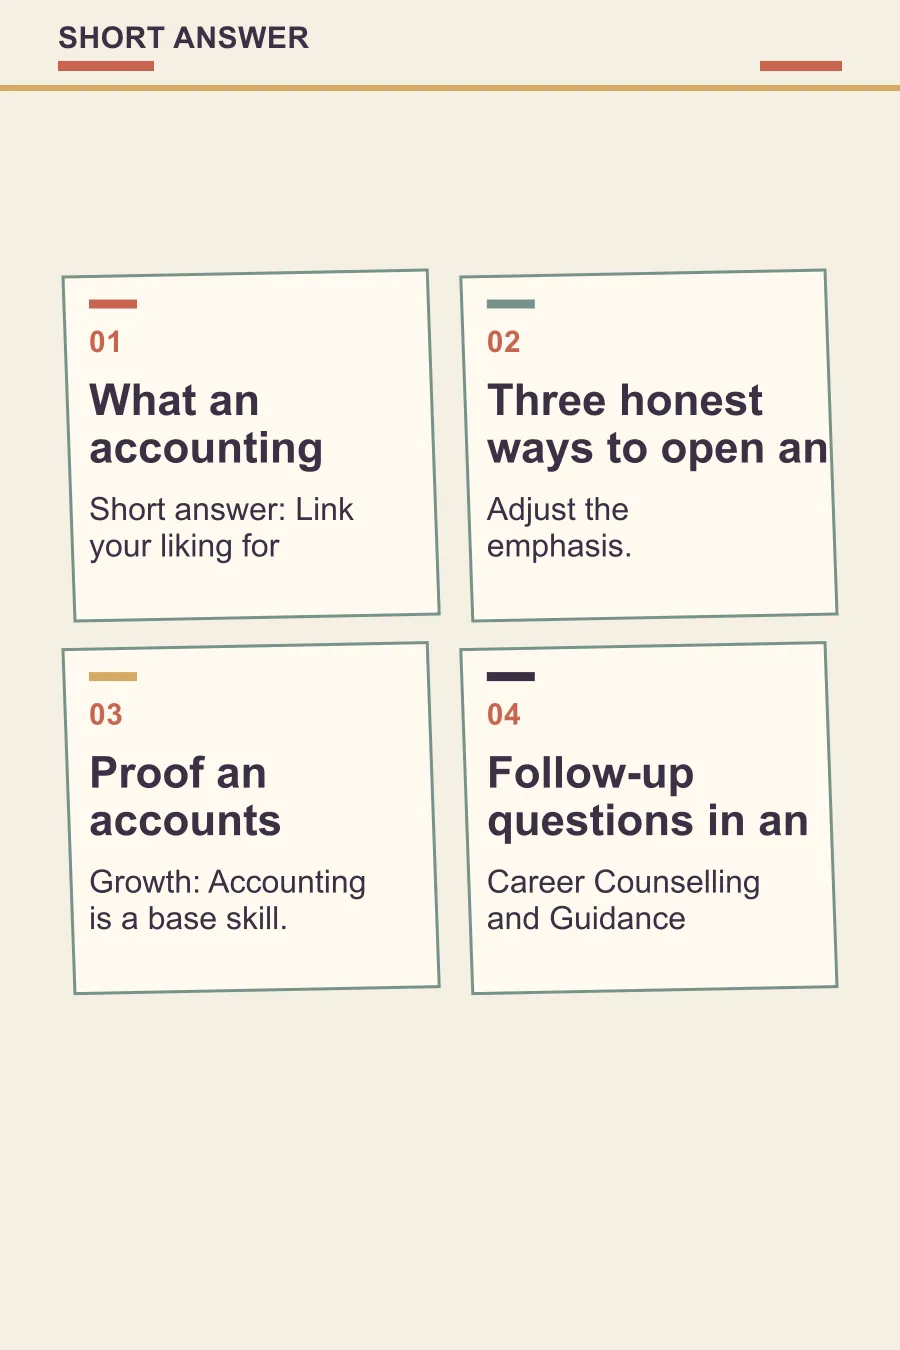 SHORT ANSWER
01
What an
accounting
Short answer: Link
your liking for
02
Three honest
ways to open an
Adjust the
emphasis.
03
Proof an
accounts
Growth: Accounting
is a base skill.
04
Follow-up
questions in an
Career Counselling
and Guidance